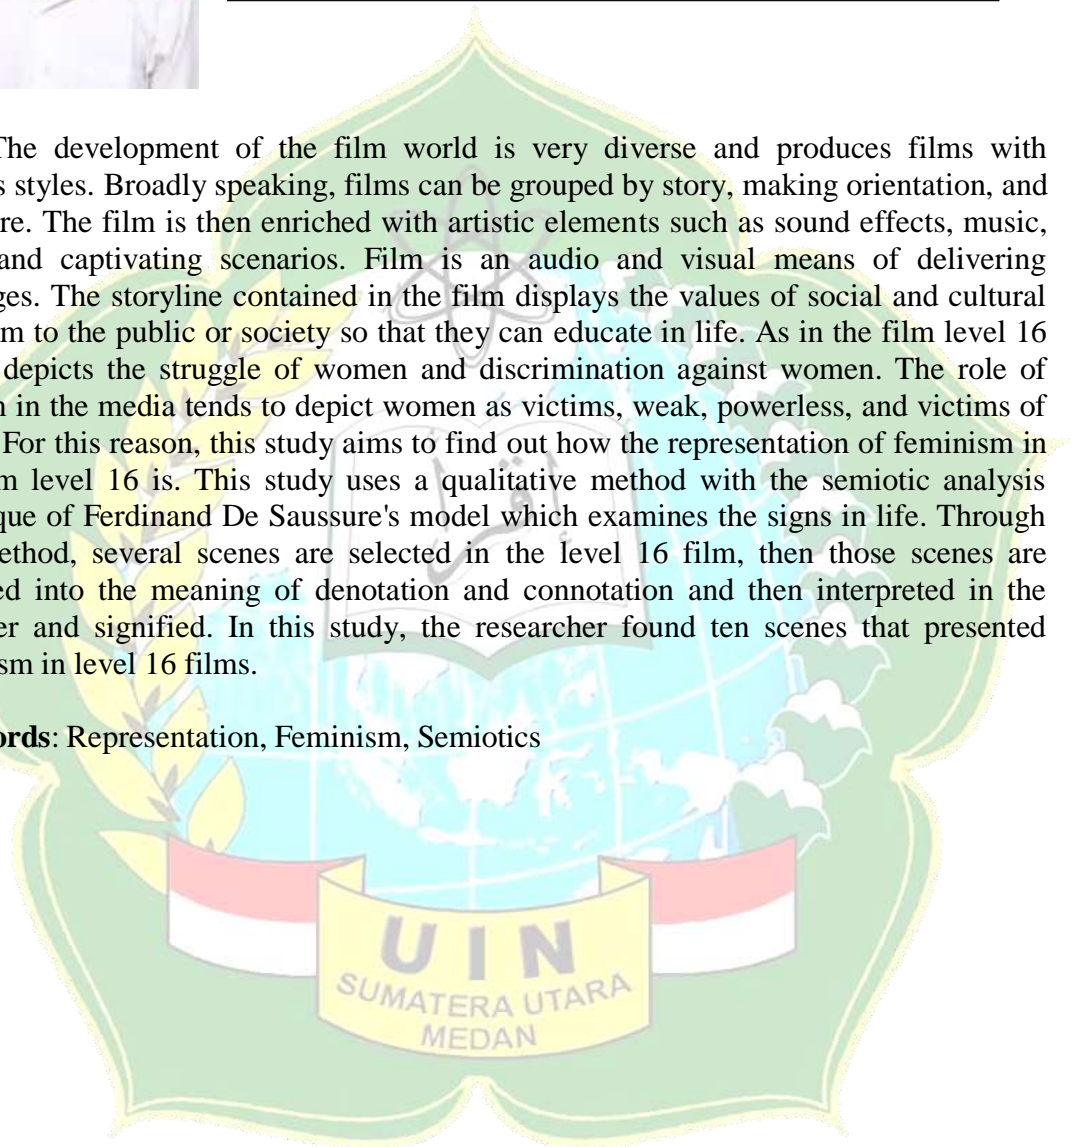 The development of the film world is very diverse and produces films with
s styles. Broadly speaking, films can be grouped by story, making orientation, and
re. The film is then enriched with artistic elements such as sound effects, music,
and captivating scenarios. Film is an audio and visual means of delivering
ges. The storyline contained in the film displays the values of social and cultural
m to the public or society so that they can educate in life. As in the film level 16
depicts the struggle of women and discrimination against women. The role of
n in the media tends to depict women as victims, weak, powerless, and victims of
For this reason, this study aims to find out how the representation of feminism in
m level 16 is. This study uses a qualitative method with the semiotic analysis
que of Ferdinand De Saussure's model which examines the signs in life. Through
ethod, several scenes are selected in the level 16 film, then those scenes are
ed into the meaning of denotation and connotation and then interpreted in the
er and signified. In this study, the researcher found ten scenes that presented
sm in level 16 films.
ords: Representation, Feminism, Semiotics
اقرأ
UIN
SUMATERA UTARA
MEDAN